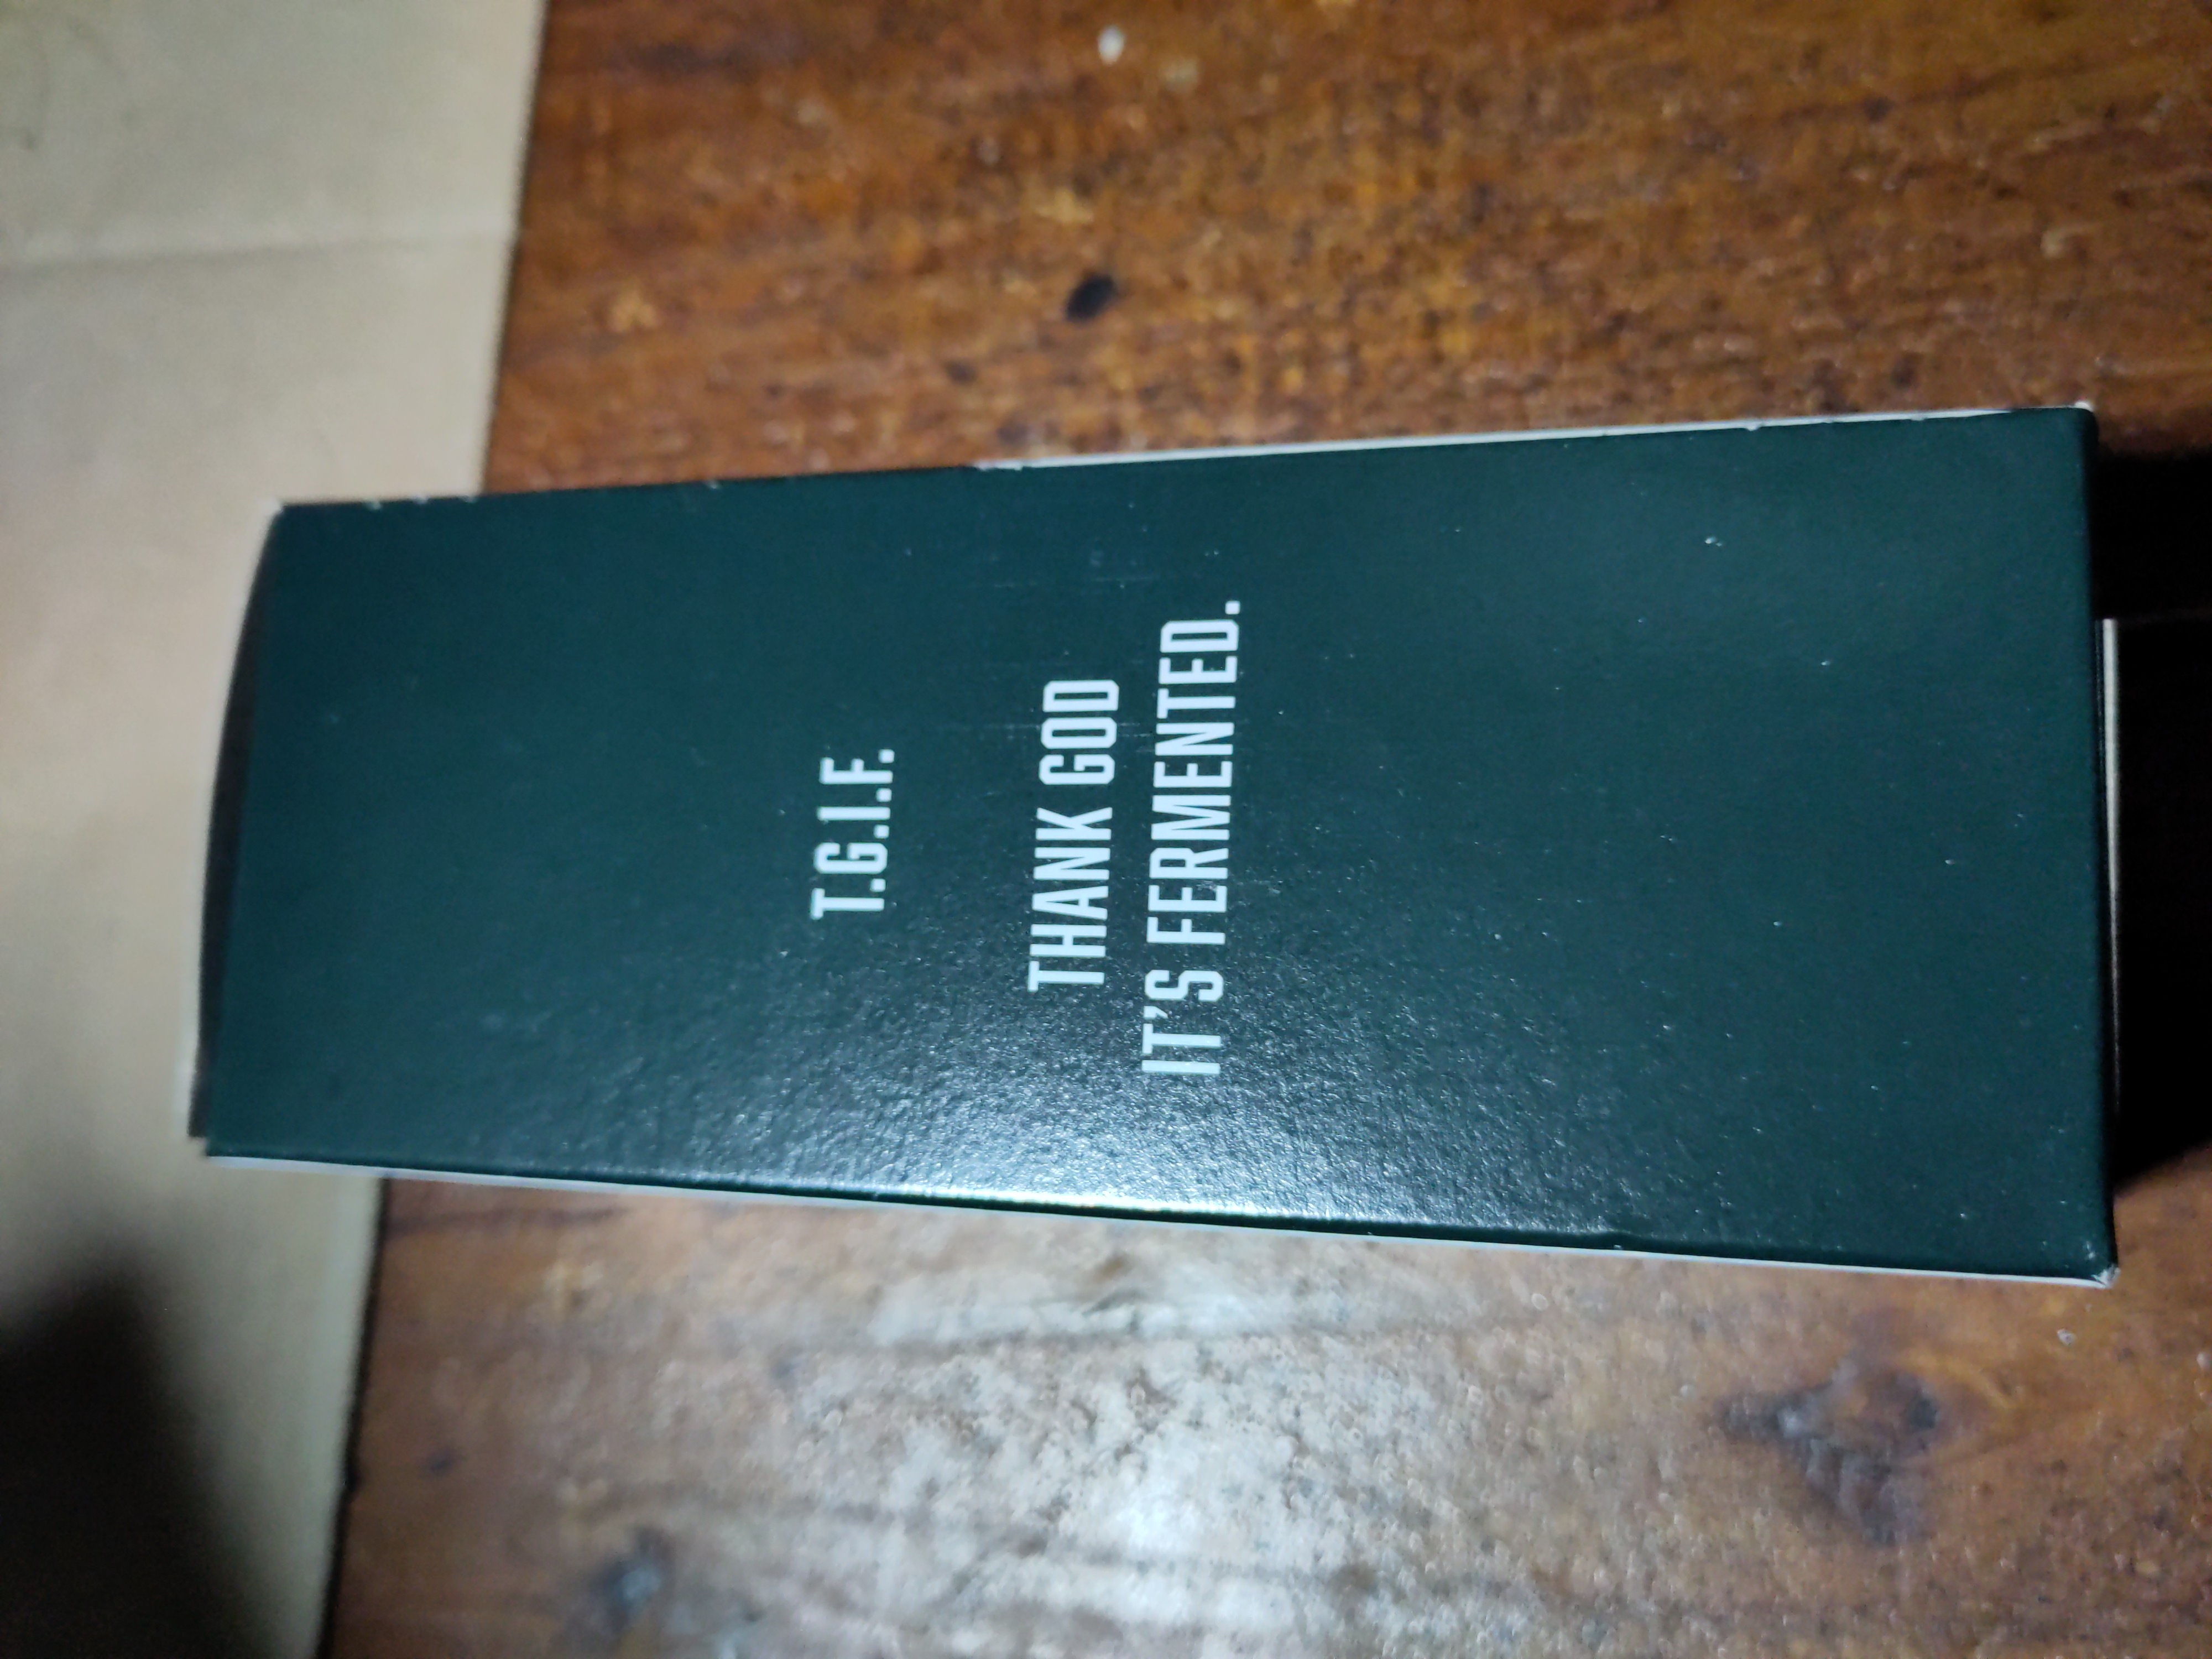 T.G.I.F.
THANK GOD
IT'S FERMENTED.